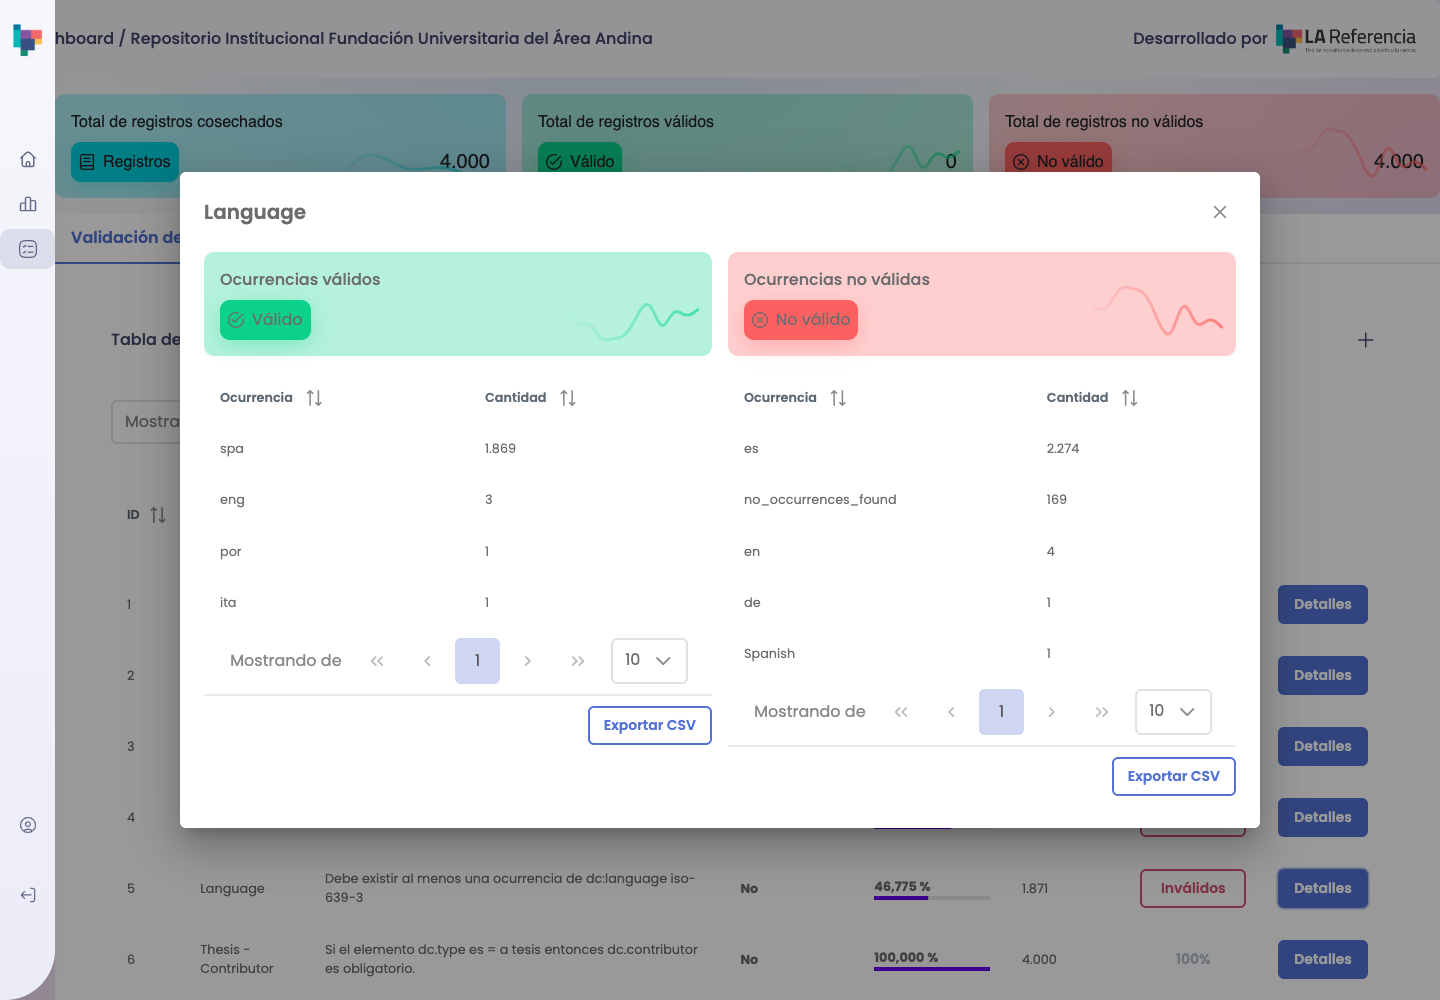 hboard / Repositorio Institucional Fundación Universitaria del Área Andina
Desarrollado por
LA Referencia
Total de registros cosechados
Registros
4.000
Total de registros válidos
Válido
0
Total de registros no válidos
No válido
4.000
Validación de
Tabla de
Mostra
ID
Language
Ocurrencias válidos
Válido
Ocurrencia
Cantidad
spa 1.869
eng 3
por 1
ita 1
Mostrando de
1
10
Exportar CSV
Ocurrencias no válidas
No válido
Ocurrencia
Cantidad
es 2.274
no_occurrences_found 169
en 4
de 1
Spanish 1
Mostrando de
1
10
Exportar CSV
1 Detalles
2 Detalles
3 Detalles
4 Detalles
5
Language
Debe existir al menos una ocurrencia de dc:language iso-
639-3
No
46,775 %
1.871
Inválidos
Detalles
6
Thesis -
Contributor
Si el elemento dc.type es = a tesis entonces dc.contributor
es obligatorio.
No
100,000 %
4.000
100%
Detalles